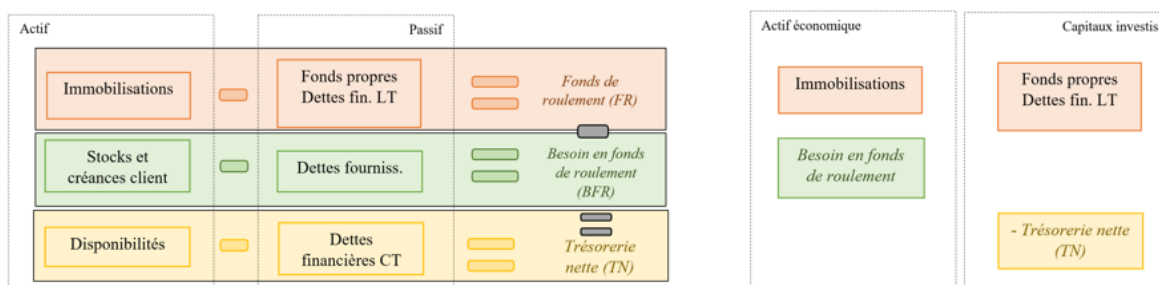 Actif
Passif
Immobilisations
Fonds propres
Dettes fin. LT
Fonds de
roulement (FR)
Stocks et
créances client
Dettes fourniss.
Besoin en fonds
de roulement
(BFR)
Disponibilités
Dettes
financières CT
Trésorerie
nette (TN)
Actif économique
Capitaux investis
Immobilisations
Fonds propres
Dettes fin. LT
Besoin en fonds
de roulement
- Trésorerie nette
(TN)